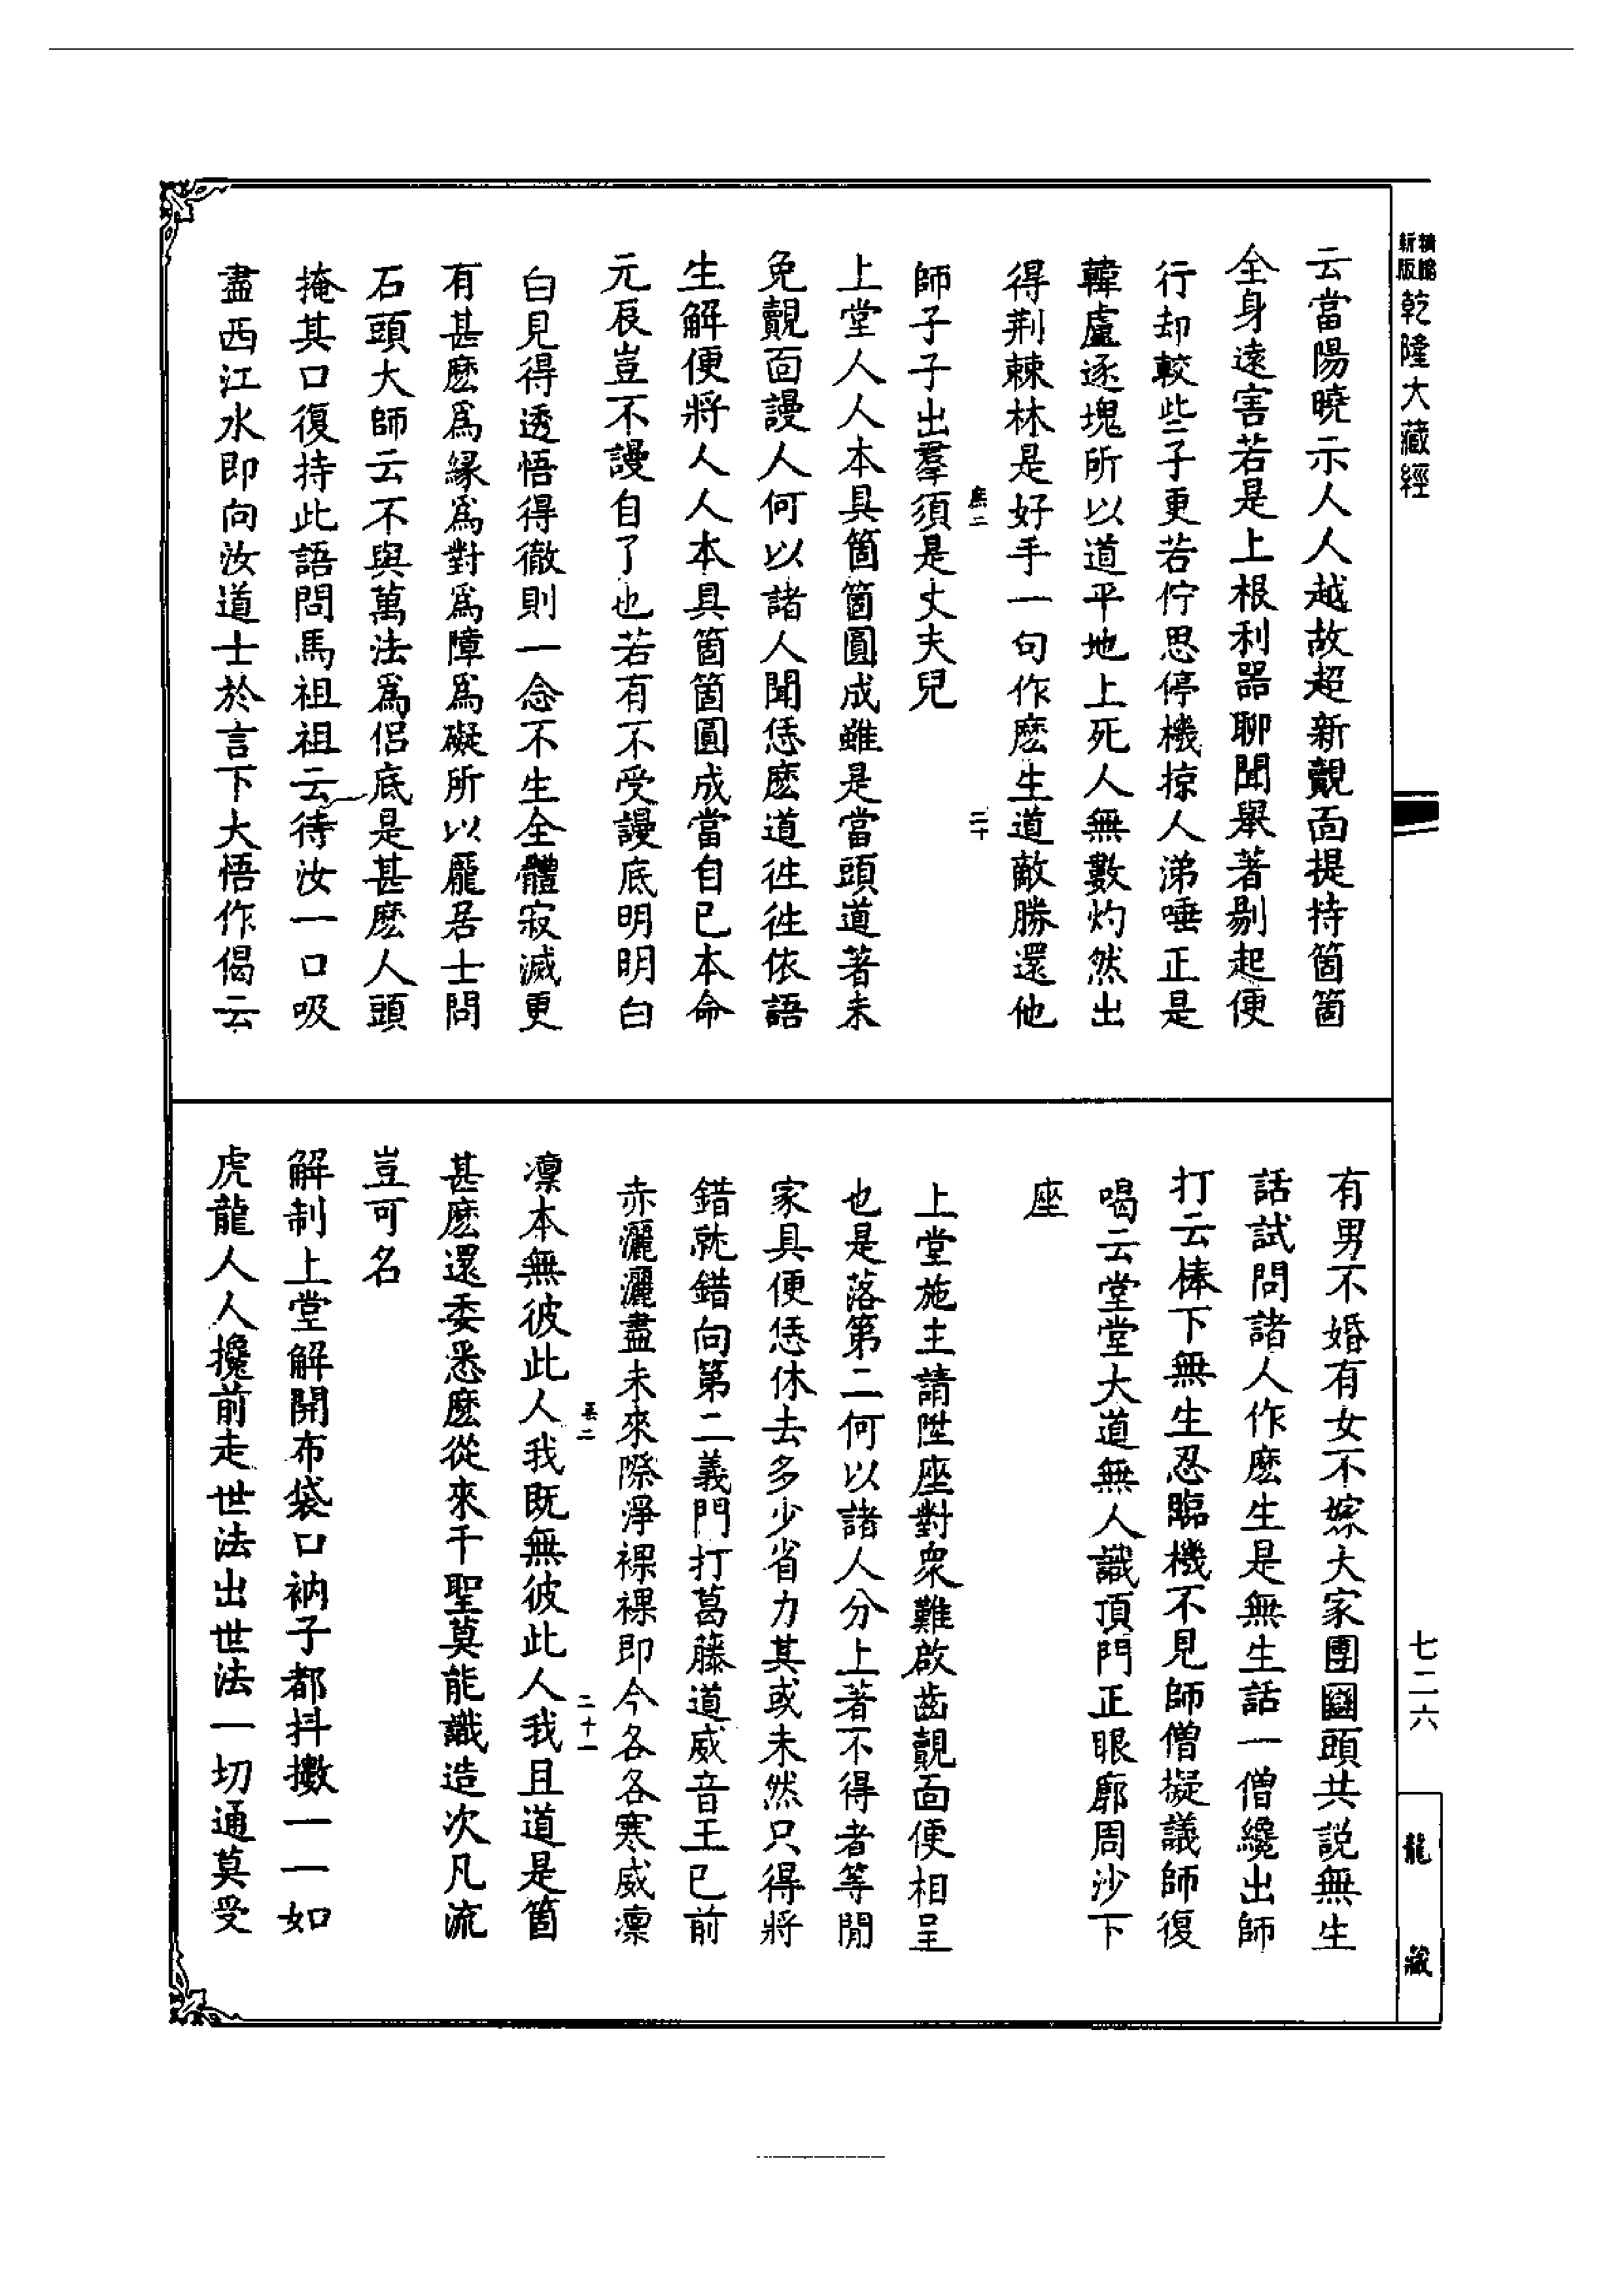 新版
乾隆大藏經
云當陽曉示人人越故超新覿面提持箇箇
全身遠害若是上根利器聊聞舉著剔起便
行却較些子更若佇思停機掠人涕唾正是
韓盧逐塊所以道平地上死人無數灼然出
得荆棘林是好手一句作麽生道敵勝還他
二十
師子子出羣須是丈夫兒
上堂人人本具箇箇圓成雖是當頭道著未
免覿面謾人何以諸人聞恁麽道徃徃依語
生解便將人人本具箇箇圓成當自已本命
元辰豈不謾自了也若有不受謾底明明白
白見得透悟得徹則一念不生全體寂滅更
有甚麽爲緣爲對爲障爲礙所以龐居士問
石頭大師云不與萬法爲侣底是甚麽人頭
掩其口復持此語問馬祖祖云待汝一口吸
盡西江水即向汝道士於言下大悟作偈云
有男不婚有女不嫁大家團圞頭共説無生
話試問諸人作麽生是無生話一僧纔出師
打云棒下無生忍臨機不見師僧擬議師復
喝云堂堂大道無人識頂門正眼廓周沙下
座
上堂施主請陞座對衆難啟齒覿面便相呈
也是落第二何以諸人分上著不得者等閒
家具便恁休去多少省力其或未然只得將
錯就錯向第二義門打葛藤道威音王已前
赤灑灑盡未來際淨裸裸即今各各寒威凛
二十一
凛本無彼此人我既無彼此人我且道是箇
甚麽還委悉麽從來千聖莫能識造次凡流
豈可名
解制上堂解開布袋口衲子都抖擻一一如
虎龍人人攙前走世法出世法一切通莫受
七二六
龍藏